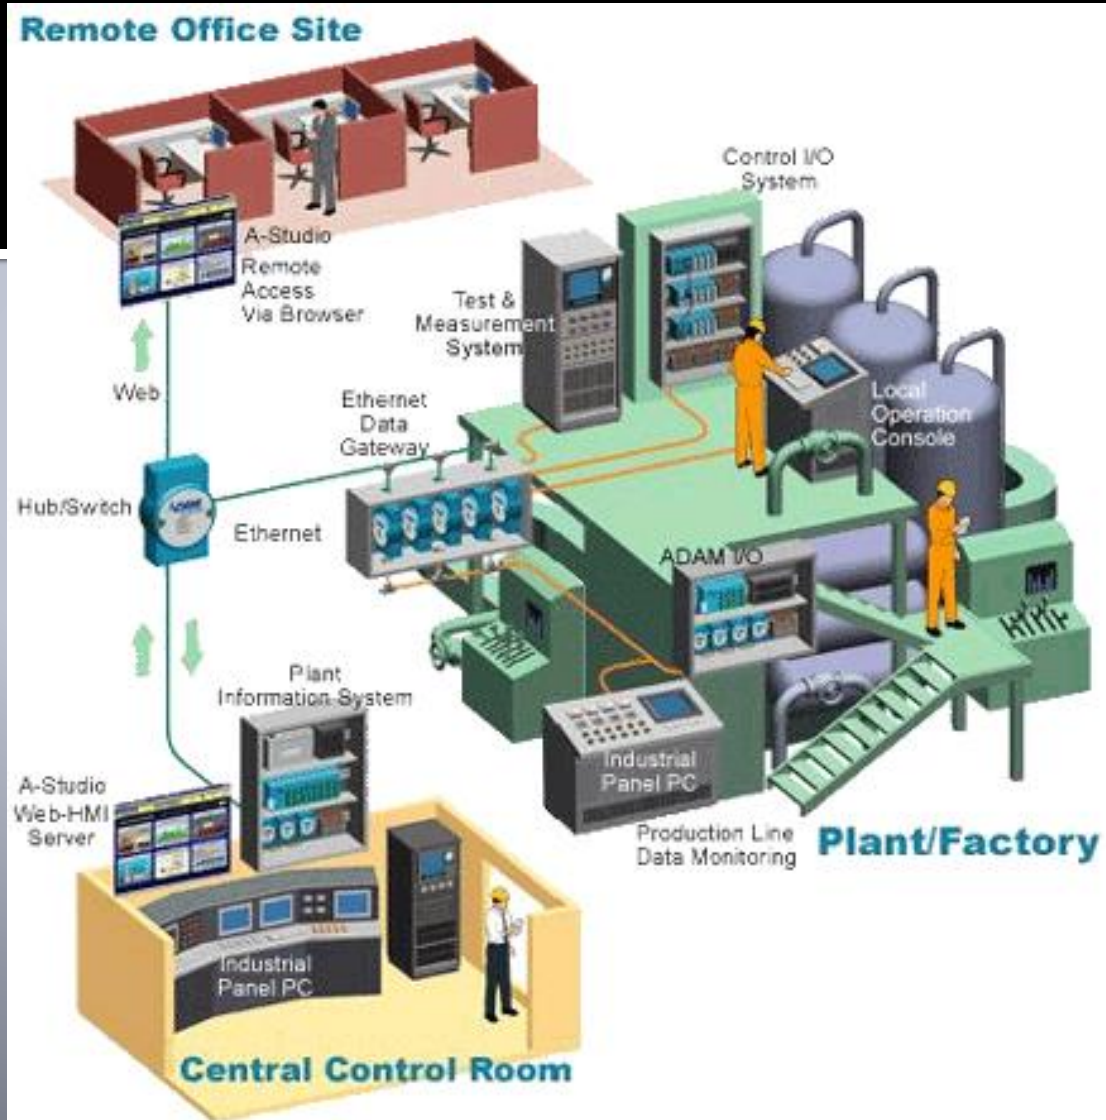 Remote Office Site
Control I/O
System
A-Studio
Remote
Access
Via Browser
Test &
Measurement
System
Web
Ethernet
Data
Gateway
Local
Operation
Console
Hub/Switch
Ethernet
ADAM I/O
Plant
Information System
Industrial
Panel PC
A-Studio
Web-HMI
Server
Production Line
Data Monitoring
Plant/Factory
Industrial
Panel PC
Central Control Room